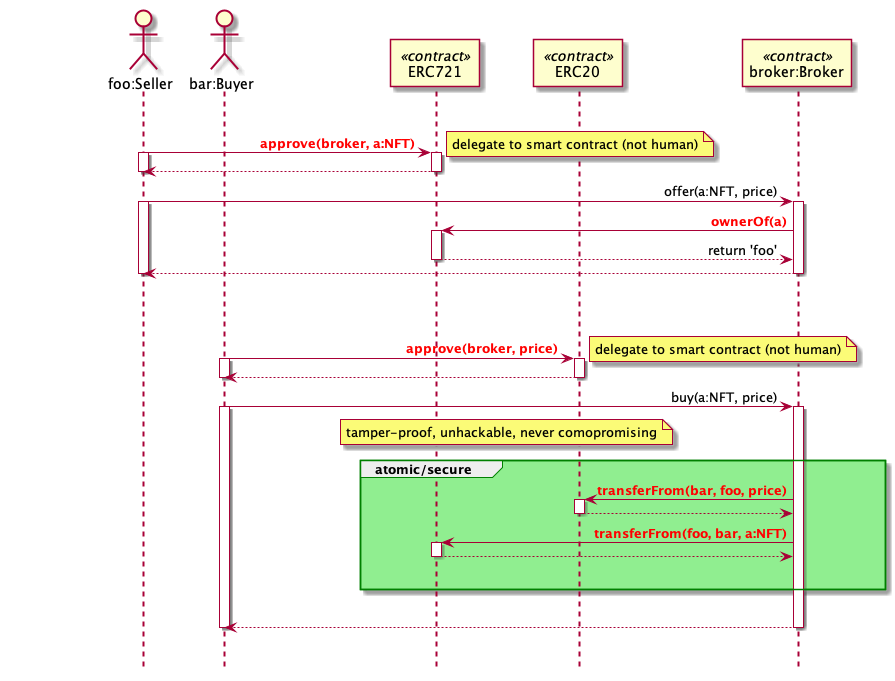 «contract» «contract» «contract»
foo:Seller bar:Buyer ERC721 ERC20 broker:Broker
approve(broker, a:NFT) delegate to smart contract (not human)
offer(a:NFT, price)
ownerOf(a)
return 'foo'
approve(broker, price) delegate to smart contract (not human)
buy(a:NFT, price)
tamper-proof, unhackable, never comopromising
atomic/secure
transferFrom(bar, foo, price)
transferFrom(foo, bar, a:NFT)